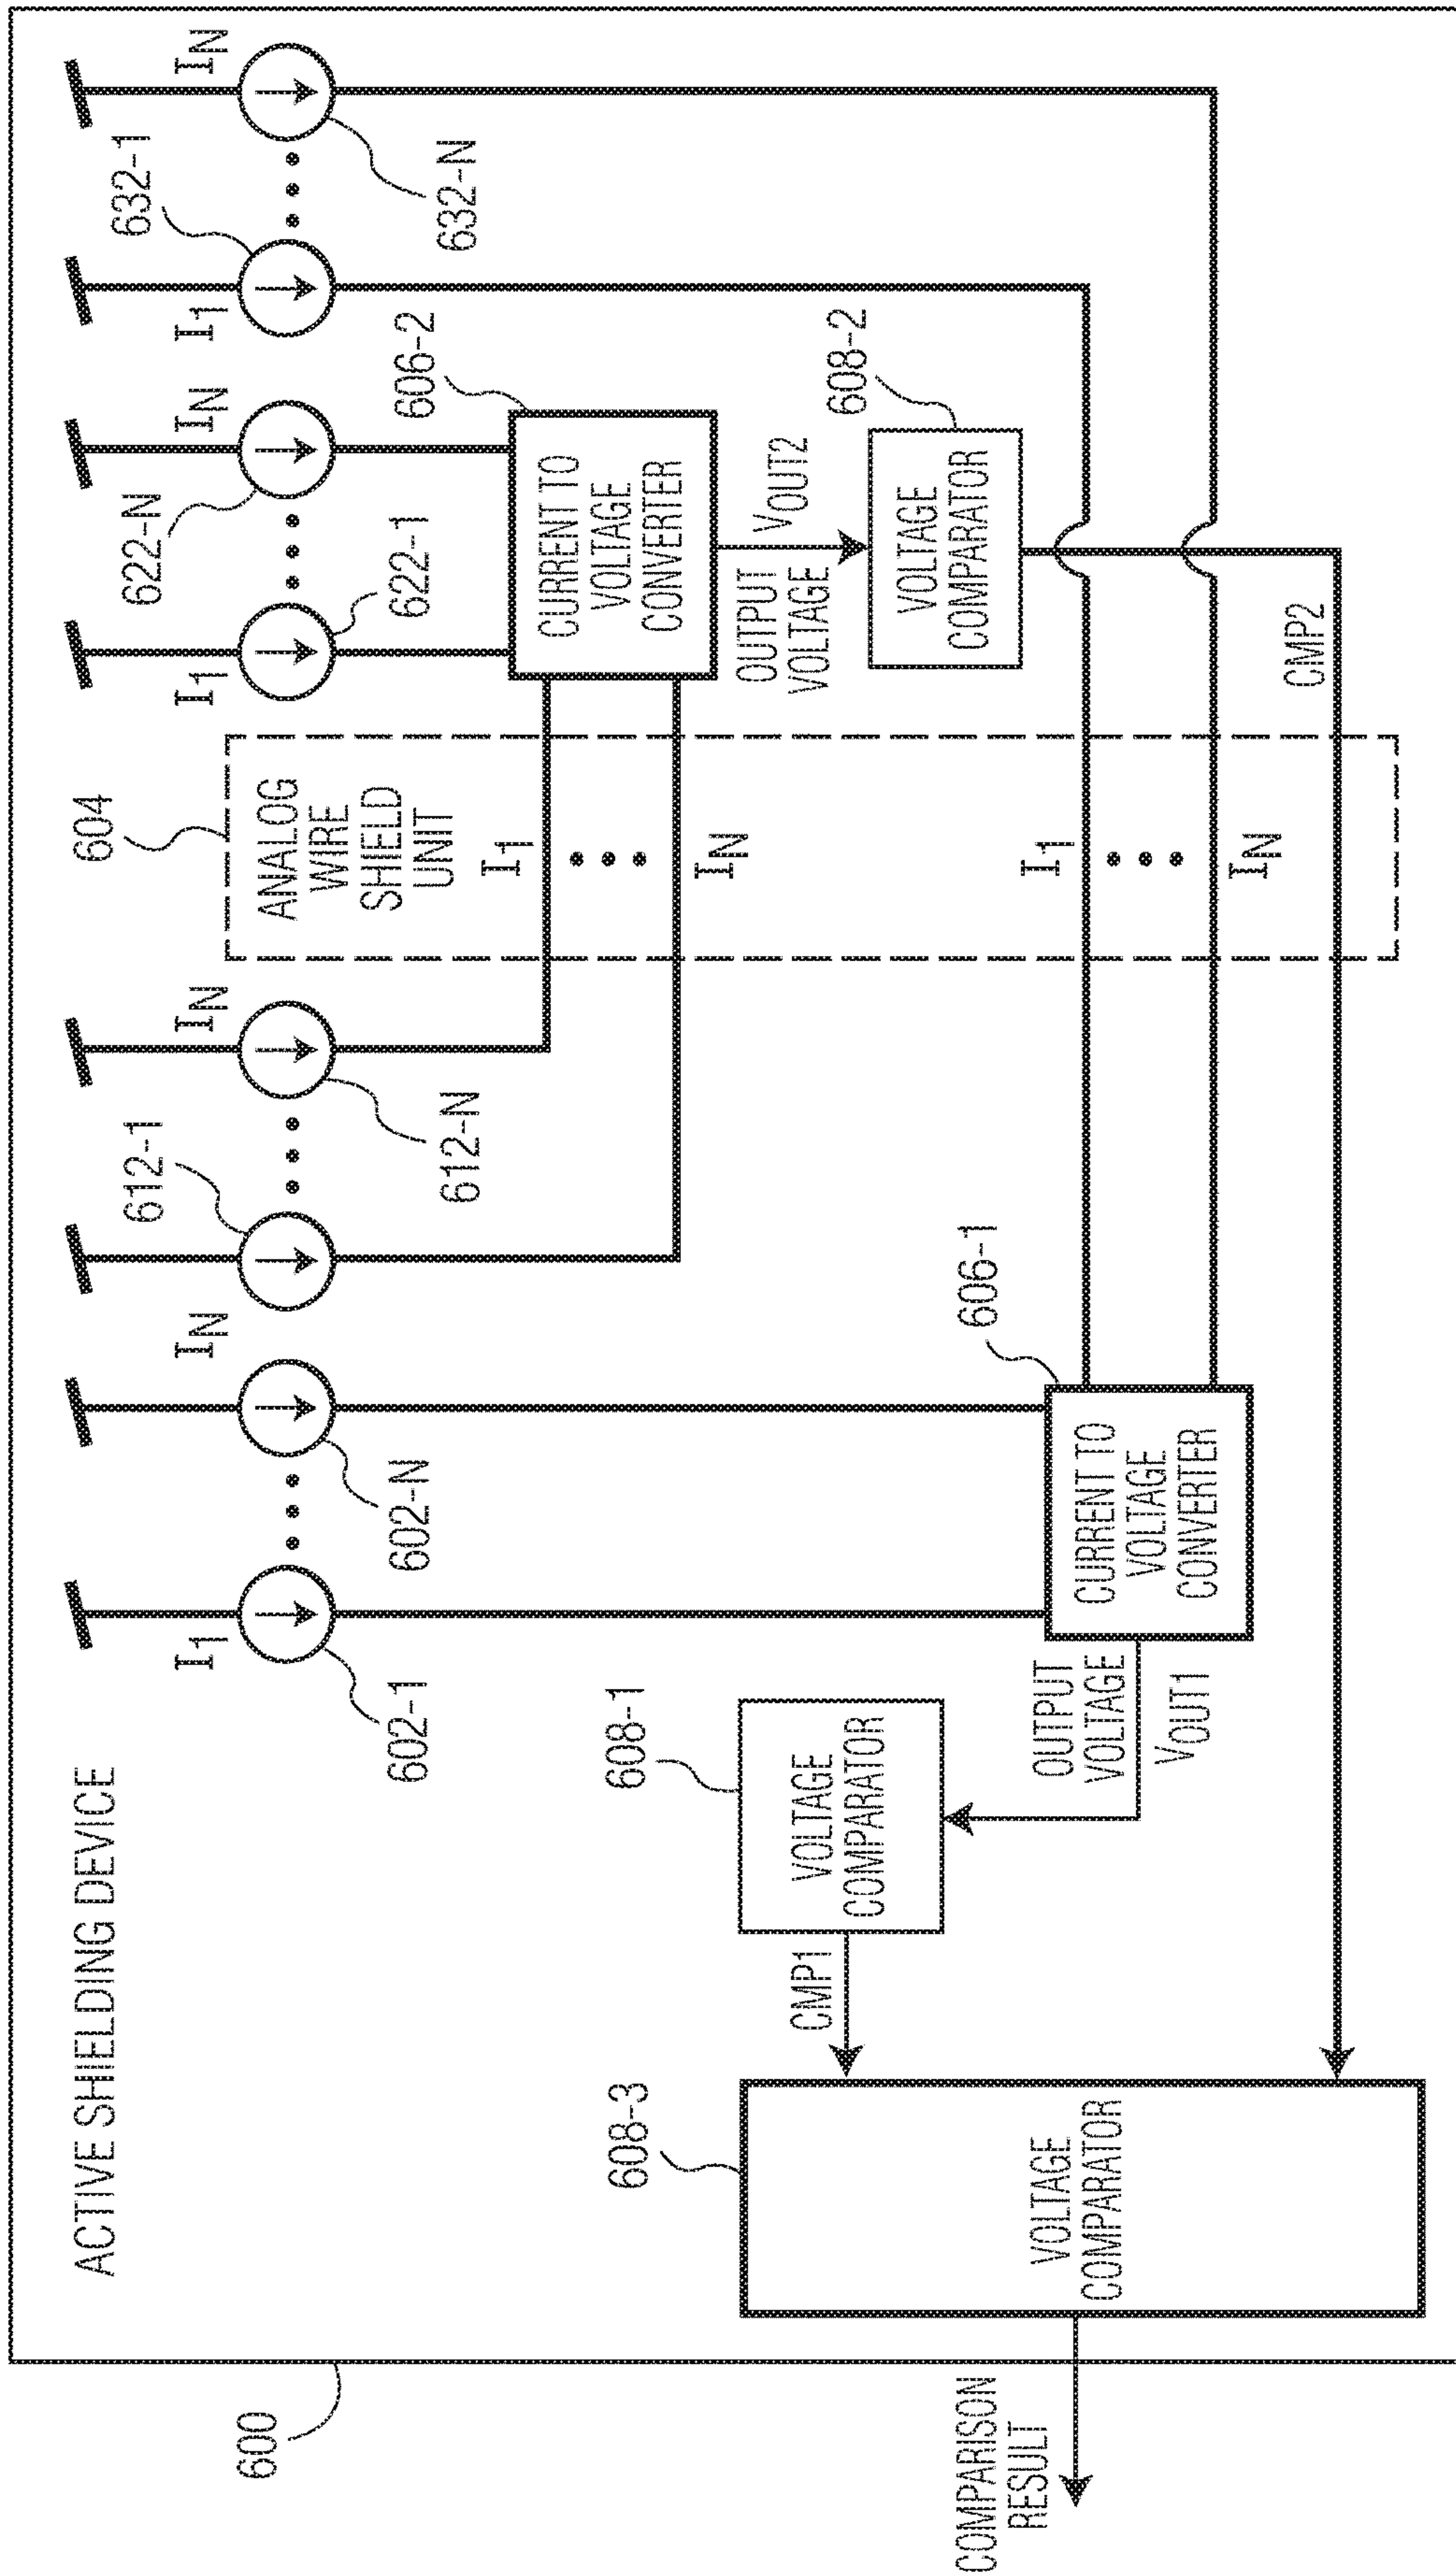 ACTIVE SHIELDING DEVICE
600
I1
602-1
IN
602-N
612-1
IN
612-N
604
ANALOG
WIRE
SHIELD
UNIT
I1
IN
I1
IN
I1
622-1
IN
622-N
I1
632-1
IN
632-N
606-2
CURRENT TO
VOLTAGE
CONVERTER
OUTPUT
VOLTAGE
VOUT2
608-2
VOLTAGE
COMPARATOR
CMP2
606-1
CURRENT TO
VOLTAGE
CONVERTER
OUTPUT
VOLTAGE
VOUT1
608-1
VOLTAGE
COMPARATOR
CMP1
608-3
VOLTAGE
COMPARATOR
COMPARISON
RESULT